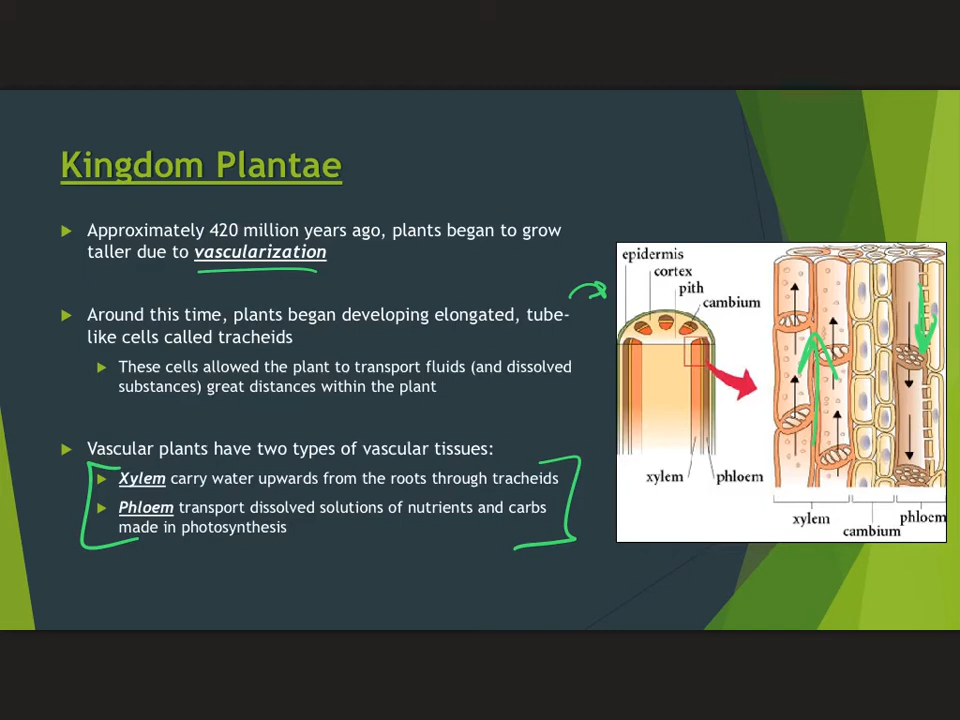 Kingdom Plantae
Approximately 420 million years ago, plants began to grow
taller due to vascularization
Around this time, plants began developing elongated, tube-
like cells called tracheids
These cells allowed the plant to transport fluids (and dissolved
substances) great distances within the plant
Vascular plants have two types of vascular tissues:
Xylem carry water upwards from the roots through tracheids
Phloem transport dissolved solutions of nutrients and carbs
made in photosynthesis
epidermis
cortex
pith
cambium
xylem
phloem
xylem
cambium
phloem